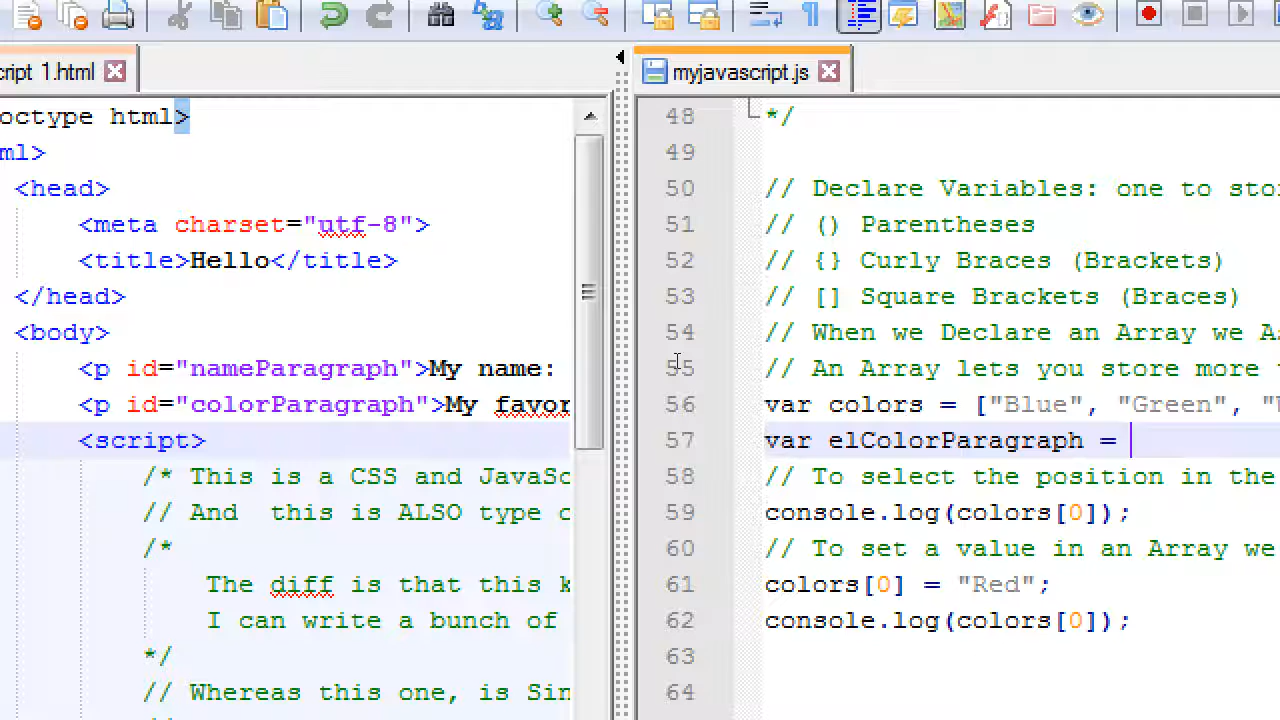 cript 1.html
octype html>
ml>
<head>
<meta charset="utf-8">
<title>Hello</title>
</head>
<body>
<p id="nameParagraph">My name:
<p id="colorParagraph">My favor
<script>
/* This is a CSS and JavaSc
// And  this is ALSO type c
/*
The diff is that this k
I can write a bunch of
*/
// Whereas this one, is Sin
myjavascript.js
48 */
49
50 // Declare Variables: one to sto
51 // () Parentheses
52 // {} Curly Braces (Brackets)
53 // [] Square Brackets (Braces)
54 // When we Declare an Array we A
55 // An Array lets you store more
56 var colors = ["Blue", "Green", "
57 var elColorParagraph =
58 // To select the position in the
59 console.log(colors[0]);
60 // To set a value in an Array we
61 colors[0] = "Red";
62 console.log(colors[0]);
63
64